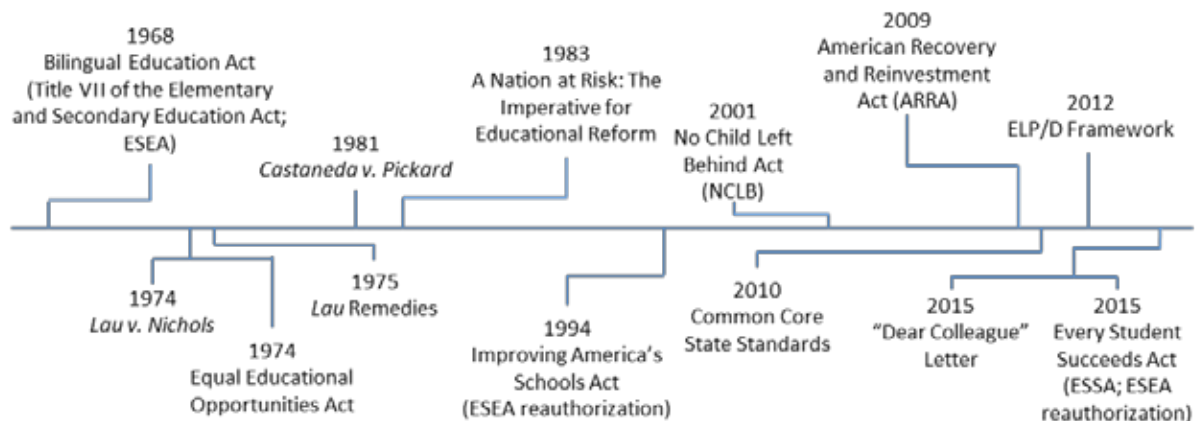 1968
Bilingual Education Act
(Title VII of the Elementary
and Secondary Education Act;
ESEA)
1981
Castaneda v. Pickard
1983
A Nation at Risk: The
Imperative for
Educational Reform
2001
No Child Left
Behind Act
(NCLB)
2009
American Recovery
and Reinvestment
Act (ARRA)
2012
ELP/D Framework
1974
Lau v. Nichols
1974
Equal Educational
Opportunities Act
1975
Lau Remedies
1994
Improving America's
Schools Act
(ESEA reauthorization)
2010
Common Core
State Standards
2015
“Dear Colleague”
Letter
2015
Every Student
Succeeds Act
(ESSA; ESEA
reauthorization)